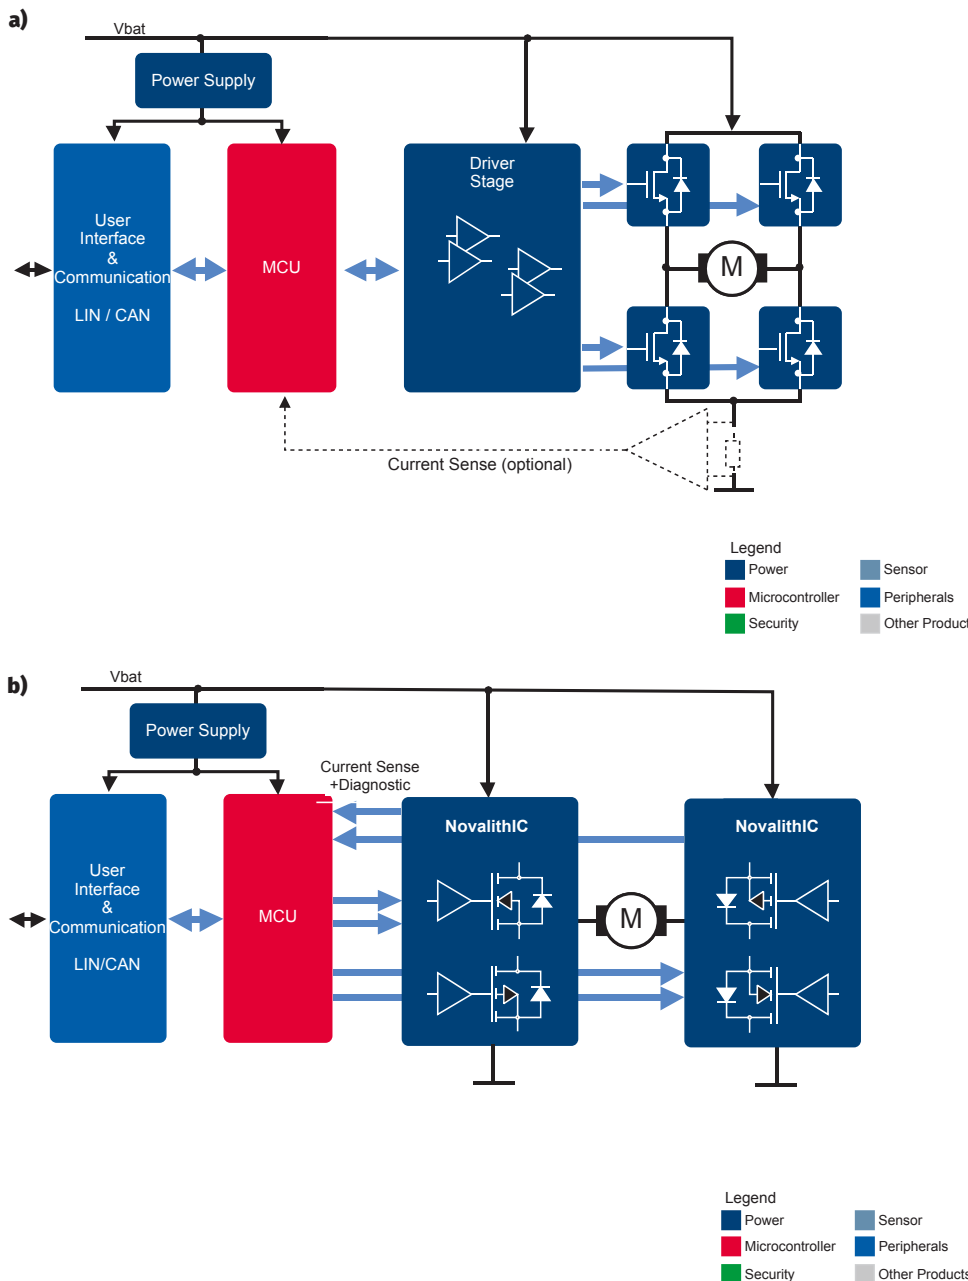 a)
Vbat
Power Supply
User
Interface
&
Communication
LIN / CAN
MCU
Driver
Stage
M
Current Sense (optional)
Legend
Power
Sensor
Microcontroller
Peripherals
Security
Other Product
b)
Vbat
Power Supply
Current Sense
+Diagnostic
User
Interface
&
Communication
LIN/CAN
MCU
NovalithIC
NovalithIC
M
Legend
Power
Sensor
Microcontroller
Peripherals
Security
Other Products